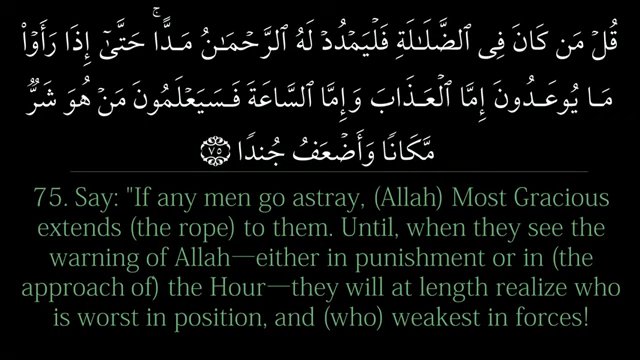 قُلۡ مَن كَانَ فِى ٱلضَّلَـٰلَةِ فَلۡيَمۡدُدۡ لَهُ ٱلرَّحۡمَـٰنُ مَدًّا ۚ حَتَّىٰٓ إِذَا رَأَوۡا۟
مَا يُوعَدُونَ إِمَّا ٱلۡعَذَابَ وَإِمَّا ٱلسَّاعَةَ فَسَيَعۡلَمُونَ مَنۡ هُوَ شَرٌّ
مَّكَانًا وَأَضۡعَفُ جُندًا ٧٥
75. Say: "If any men go astray, (Allah) Most Gracious
extends (the rope) to them. Until, when they see the
warning of Allah—either in punishment or in (the
approach of) the Hour—they will at length realize who
is worst in position, and (who) weakest in forces!